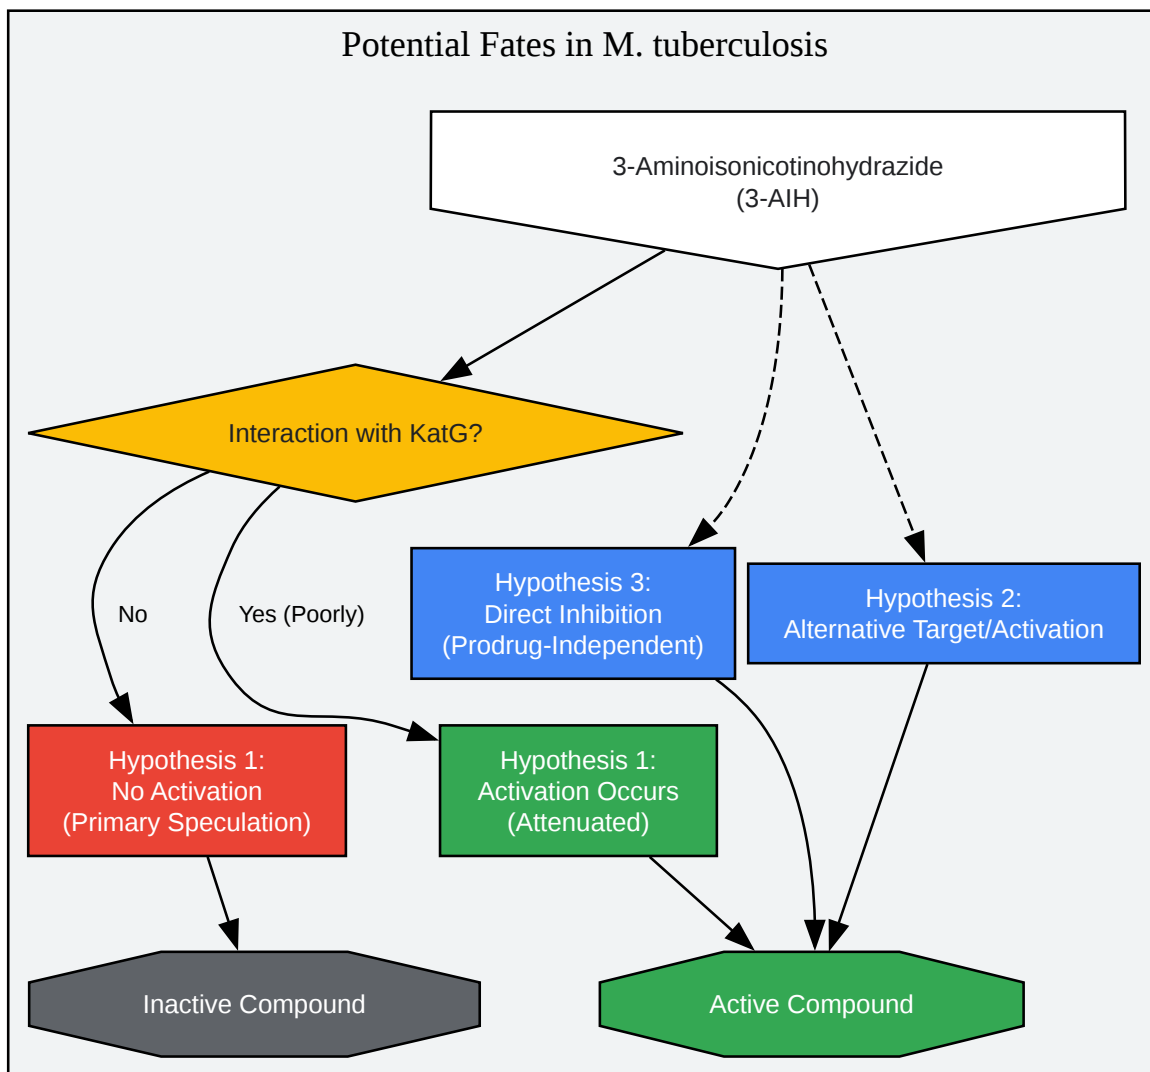 Potential Fates in M. tuberculosis
3-Aminoisonicotinohydrazide
(3-AIH)
Interaction with KatG?
No
Yes (Poorly)
Hypothesis 3:
Direct Inhibition
(Prodrug-Independent)
Hypothesis 2:
Alternative Target/Activation
Hypothesis 1:
No Activation
(Primary Speculation)
Hypothesis 1:
Activation Occurs
(Attenuated)
Inactive Compound
Active Compound